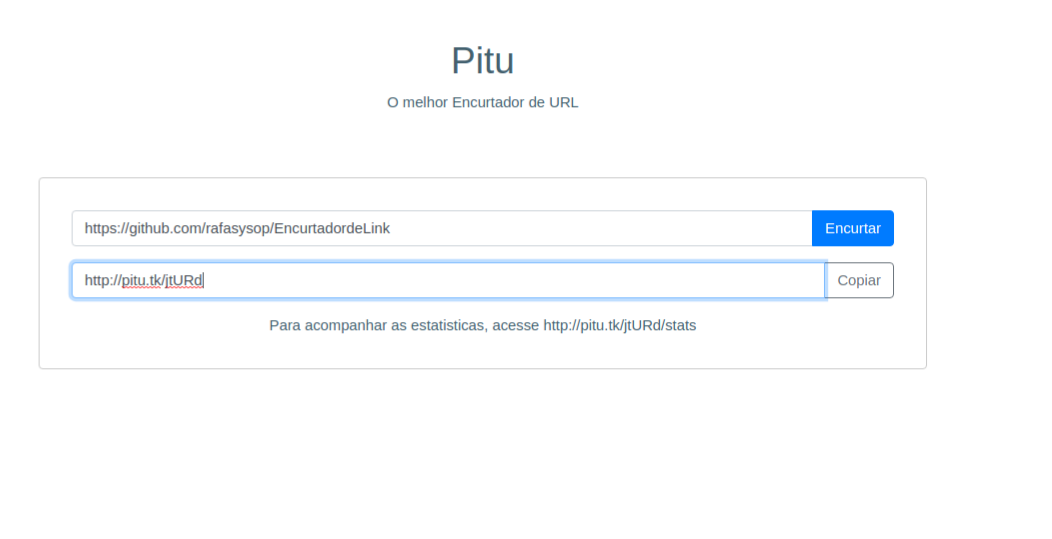 Pitu
O melhor Encurtador de URL
https://github.com/rafasysop/EncurtadordeLink
Encurtar
http://pitu.tk/jtURd
Copiar
Para acompanhar as estatisticas, acesse http://pitu.tk/jtURd/stats